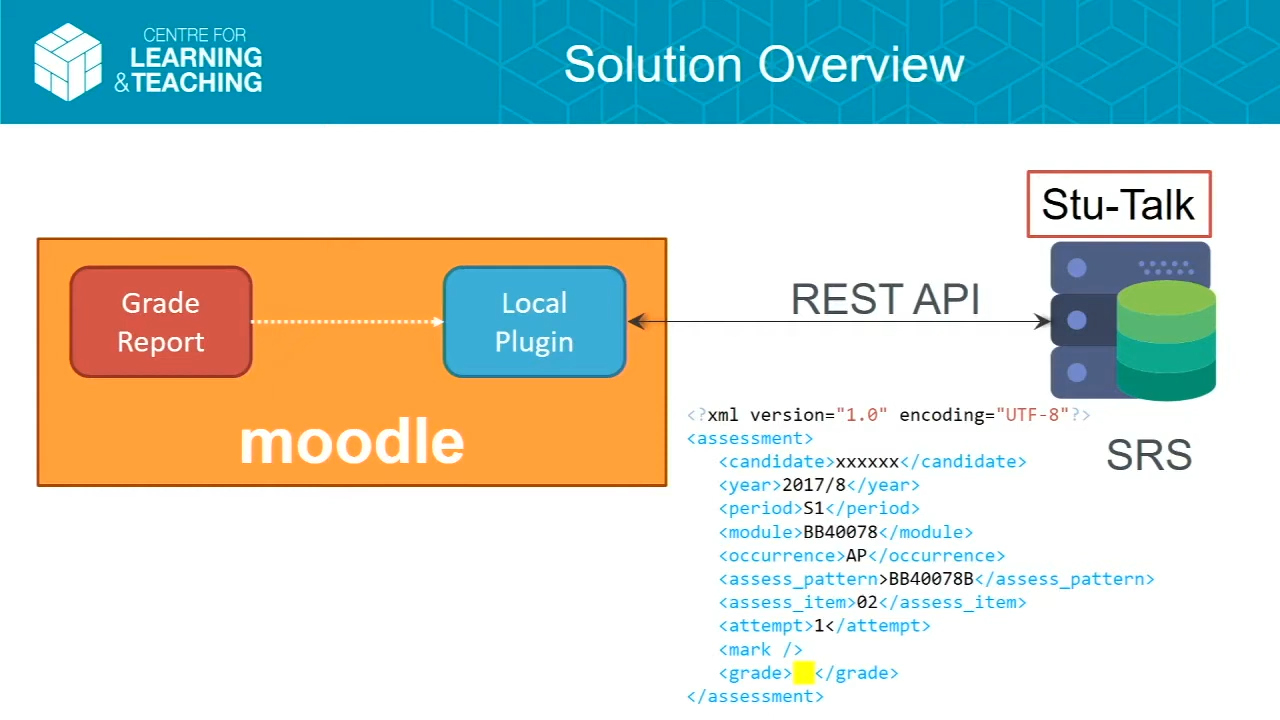 CENTRE FOR
LEARNING
&TEACHING
Solution Overview
Stu-Talk
Grade
Report
Local
Plugin
moodle
REST API
SRS
<?xml version="1.0" encoding="UTF-8"?>
<assessment>
<candidate>xxxxxx</candidate>
<year>2017/8</year>
<period>S1</period>
<module>BB40078</module>
<occurrence>AP</occurrence>
<assess_pattern>BB40078B</assess_pattern>
<assess_item>02</assess_item>
<attempt>1</attempt>
<mark />
<grade> </grade>
</assessment>